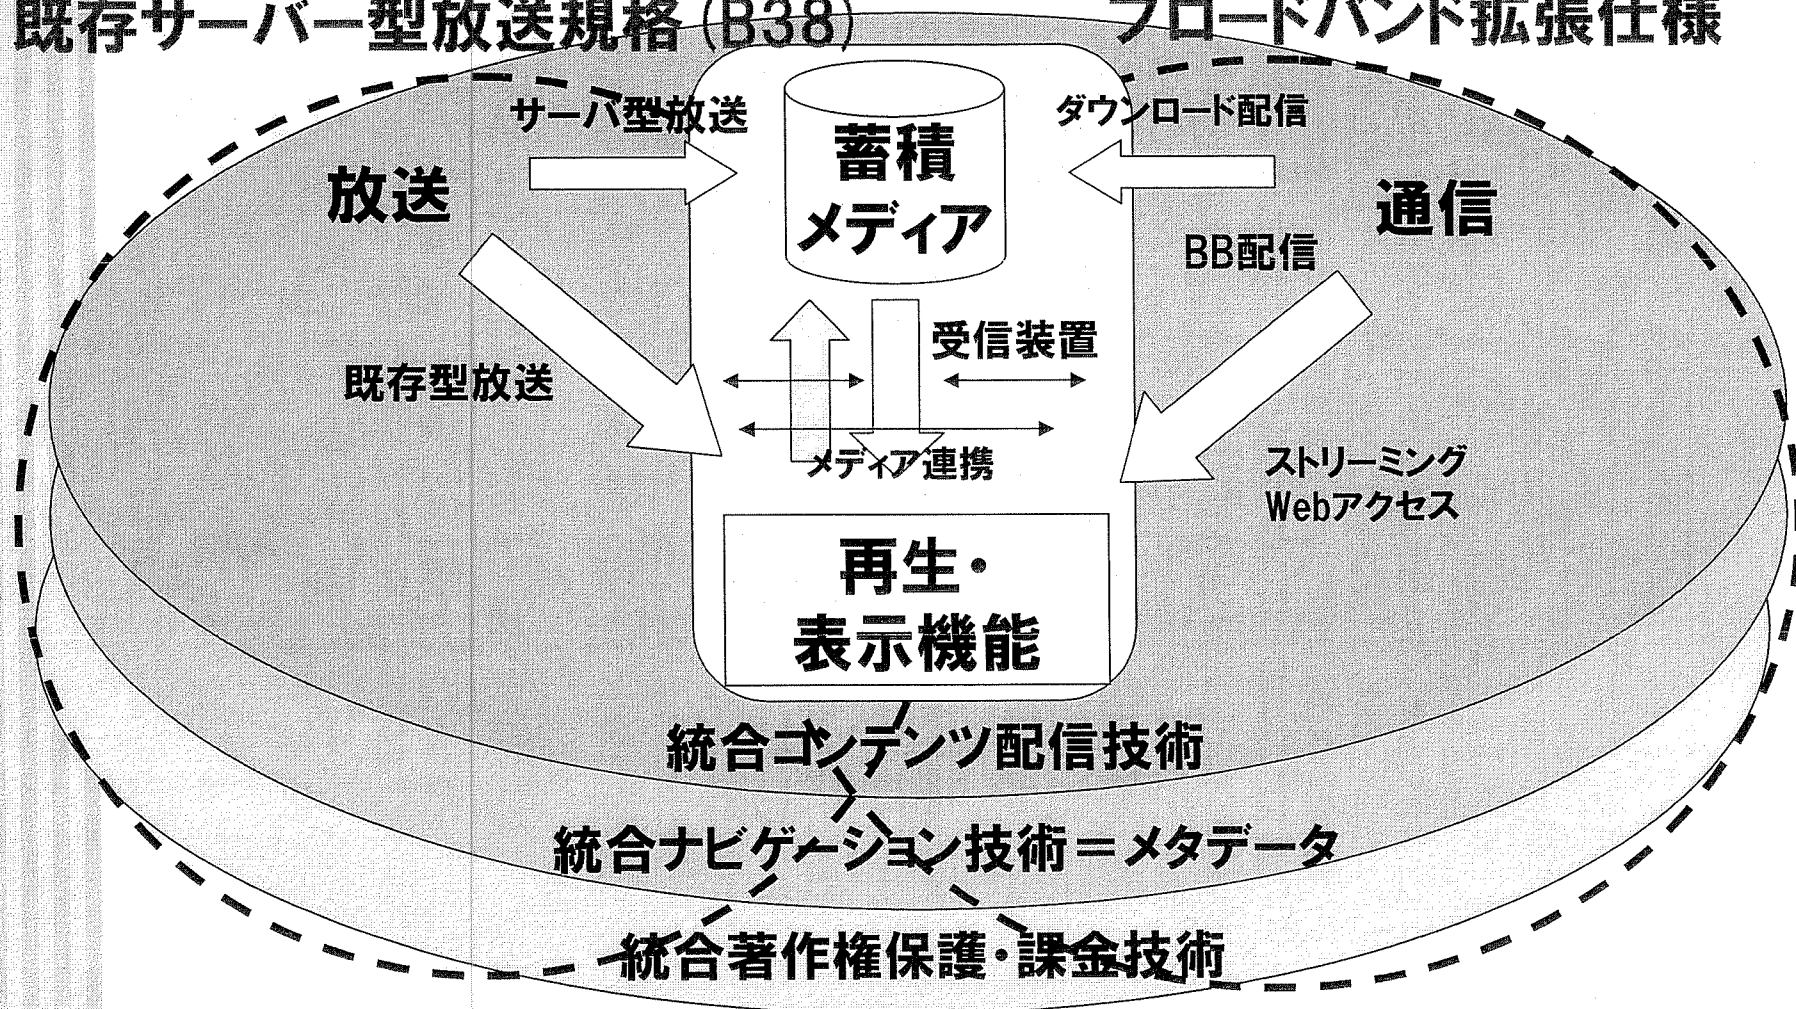 既存サーバー型放送規格(B38)
ブロードバンド拡張仕様
サーバ型放送
ダウンロード配信
蓄積
メディア
放送
通信
BB配信
受信装置
既存型放送
メディア連携
ストリーミング
Webアクセス
再生・
表示機能
統合コンテンツ配信技術
統合ナビゲーション技術＝メタデータ
統合著作権保護・課金技術